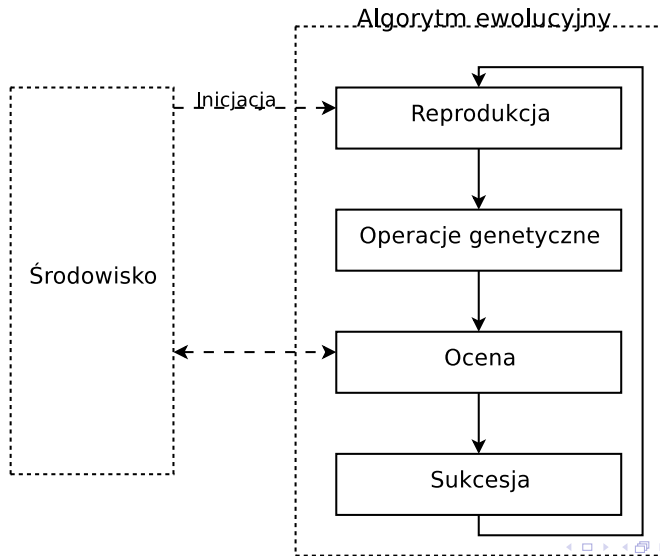 Algorytm ewolucyjny
Inicjacja
Reprodukcja
Operacje genetyczne
Środowisko
Ocena
Sukcesja